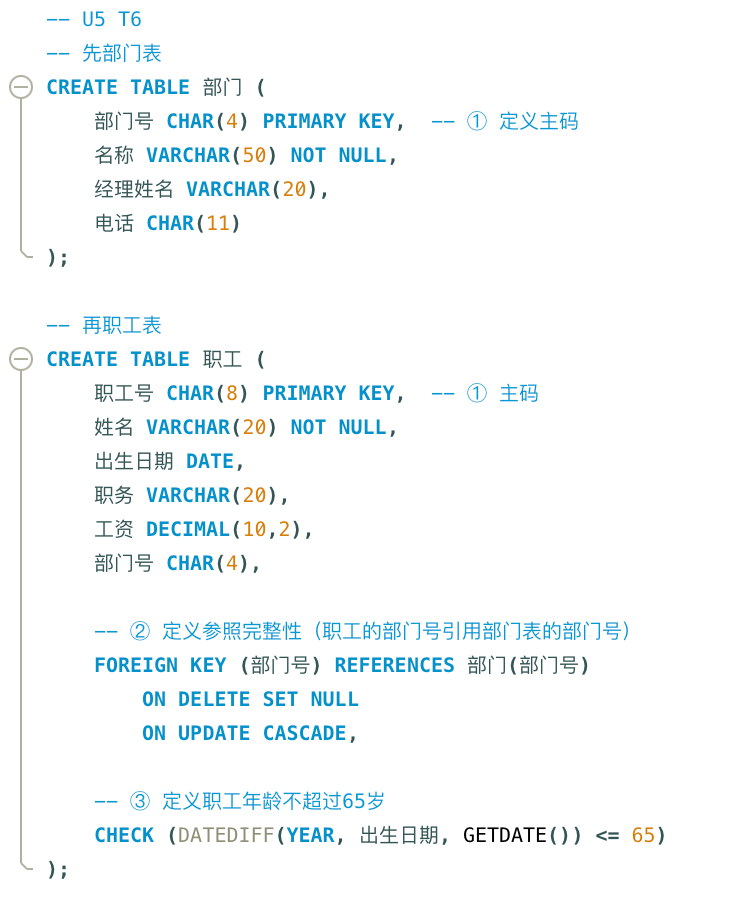 -- U5 T6
-- 先部门表
CREATE TABLE 部门 (
    部门号 CHAR(4) PRIMARY KEY,  -- ① 定义主码
    名称 VARCHAR(50) NOT NULL,
    经理姓名 VARCHAR(20),
    电话 CHAR(11)
);

-- 再职工表
CREATE TABLE 职工 (
    职工号 CHAR(8) PRIMARY KEY,  -- ① 主码
    姓名 VARCHAR(20) NOT NULL,
    出生日期 DATE,
    职务 VARCHAR(20),
    工资 DECIMAL(10,2),
    部门号 CHAR(4),

    -- ② 定义参照完整性（职工的部门号引用部门表的部门号）
    FOREIGN KEY (部门号) REFERENCES 部门(部门号)
        ON DELETE SET NULL
        ON UPDATE CASCADE,

    -- ③ 定义职工年龄不超过65岁
    CHECK (DATEDIFF(YEAR, 出生日期, GETDATE()) <= 65)
);